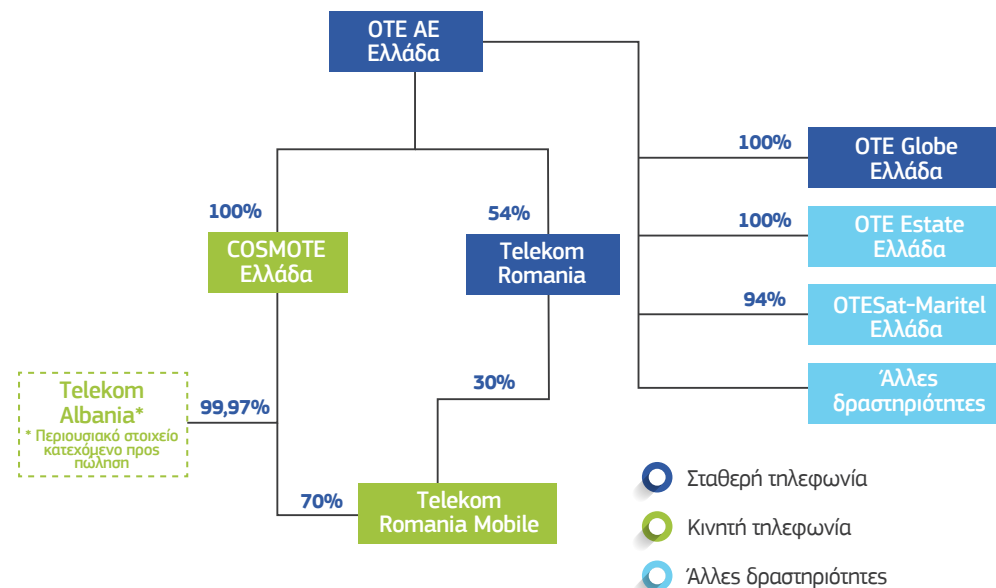 OTE AE
Ελλάδα
100%
OTE Globe
Ελλάδα
100%
54%
100%
OTE Estate
Ελλάδα
COSMOTE
Ελλάδα
Telekom
Romania
94%
OTESat-Maritel
Ελλάδα
Άλλες
δραστηριότητες
30%
Telekom
Albania*
* Περιουσιακό στοιχείο
κατεχόμενο προς
πώληση
99,97%
70%
Telekom
Romania Mobile
Σταθερή τηλεφωνία
Κινητή τηλεφωνία
Άλλες δραστηριότητες